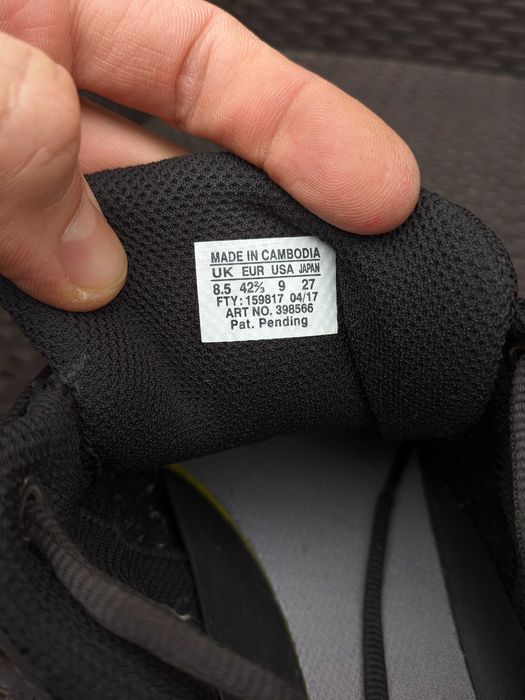 MADE IN CAMBODIA
UK EUR USA JAPAN
8.5 42⅔ 9 27
FTY: 159817 04/17
ART NO. 398566
Pat. Pending